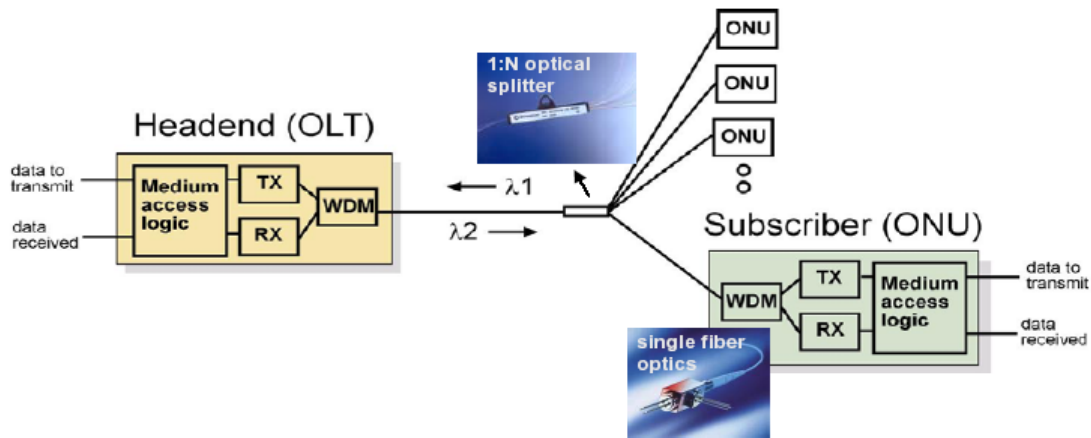 ONU
1:N optical
splitter
ONU
Headend (OLT)
ONU
data to
transmit
Medium
access
logic
TX
WDM
RX
data
received
λ1
λ2
Subscriber (ONU)
WDM
TX
RX
Medium
access
logic
data to
transmit
data
received
single fiber
optics